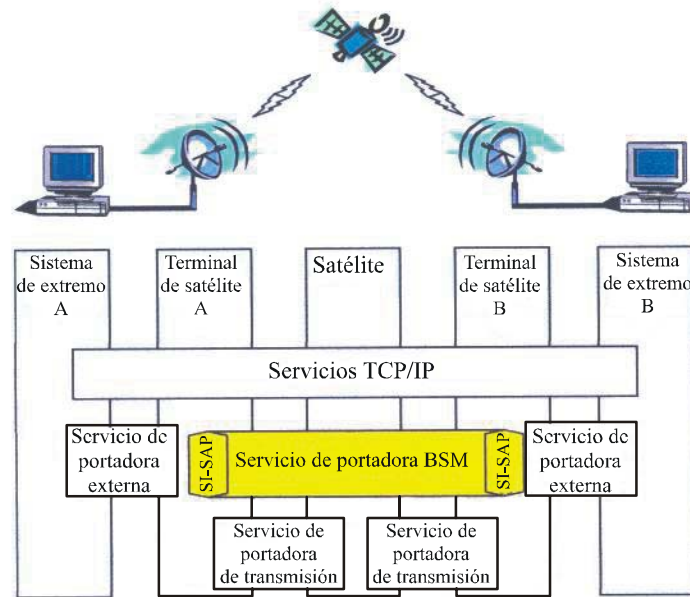 Sistema
de extremo
A
Terminal
de satélite
A
Satélite
Terminal
de satélite
B
Sistema
de extremo
B
Servicios TCP/IP
Servicio de
portadora
externa
SI-SAP
Servicio de portadora BSM
SI-SAP
Servicio de
portadora
externa
Servicio de
portadora
de transmisión
Servicio de
portadora
de transmisión